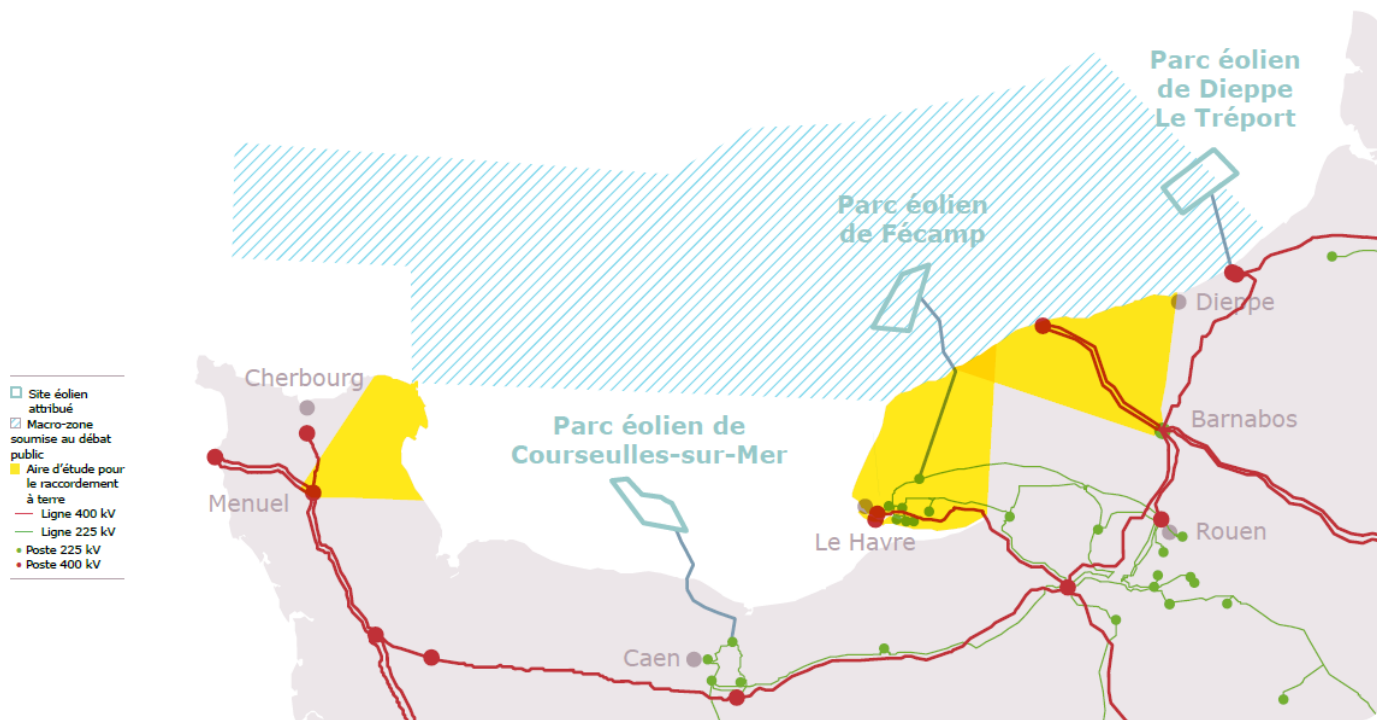 Parc éolien
de Dieppe
Le Tréport
Parc éolien
de Fécamp
Dieppe
Cherbourg
Barnabos
Parc éolien de
Courseulles-sur-Mer
Menuel
Le Havre
Rouen
Caen
Site éolien
attribué
Macro-zone
soumise au débat
public
Aire d'étude pour
le raccordement
à terre
Ligne 400 kV
Ligne 225 kV
Poste 225 kV
Poste 400 kV